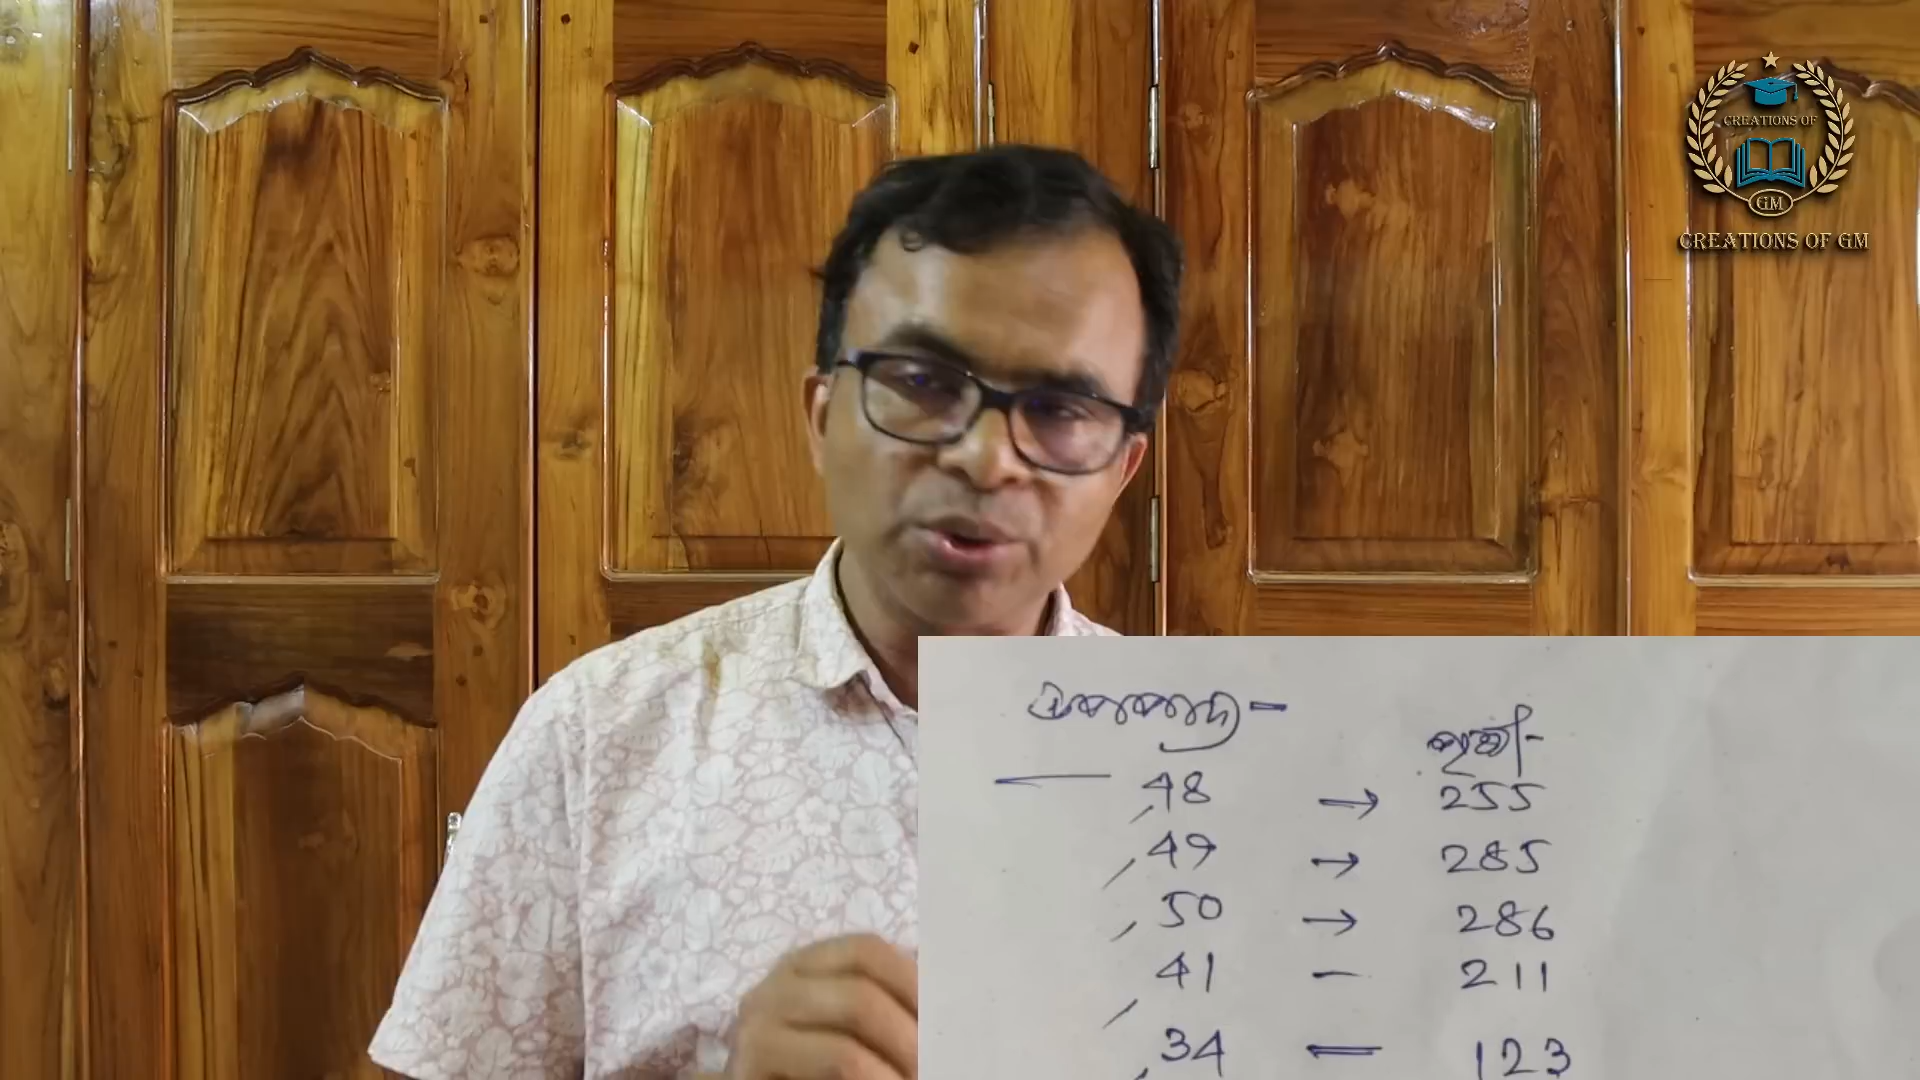 CREATIONS OF
GM
CREATIONS OF GM
48 → 255
49 → 285
50 → 286
41 - 211
34 — 123